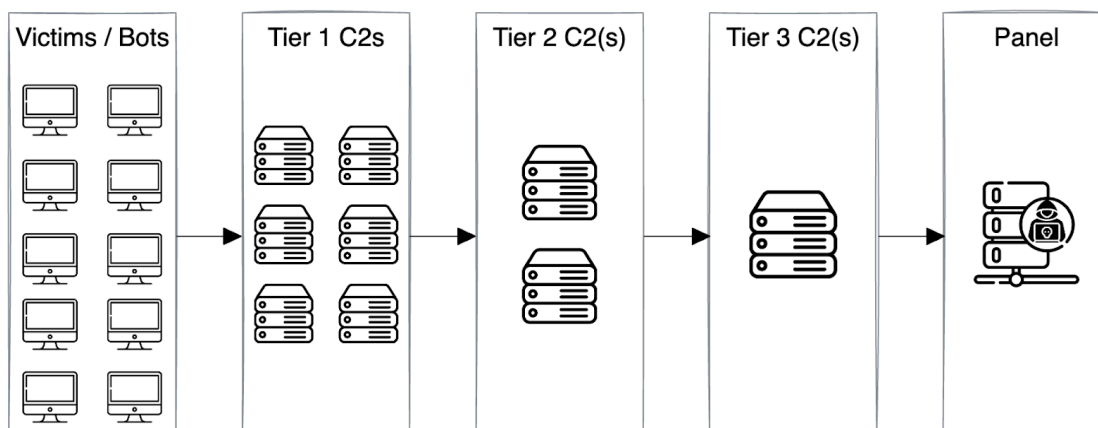 Victims / Bots
Tier 1 C2s
Tier 2 C2(s)
Tier 3 C2(s)
Panel